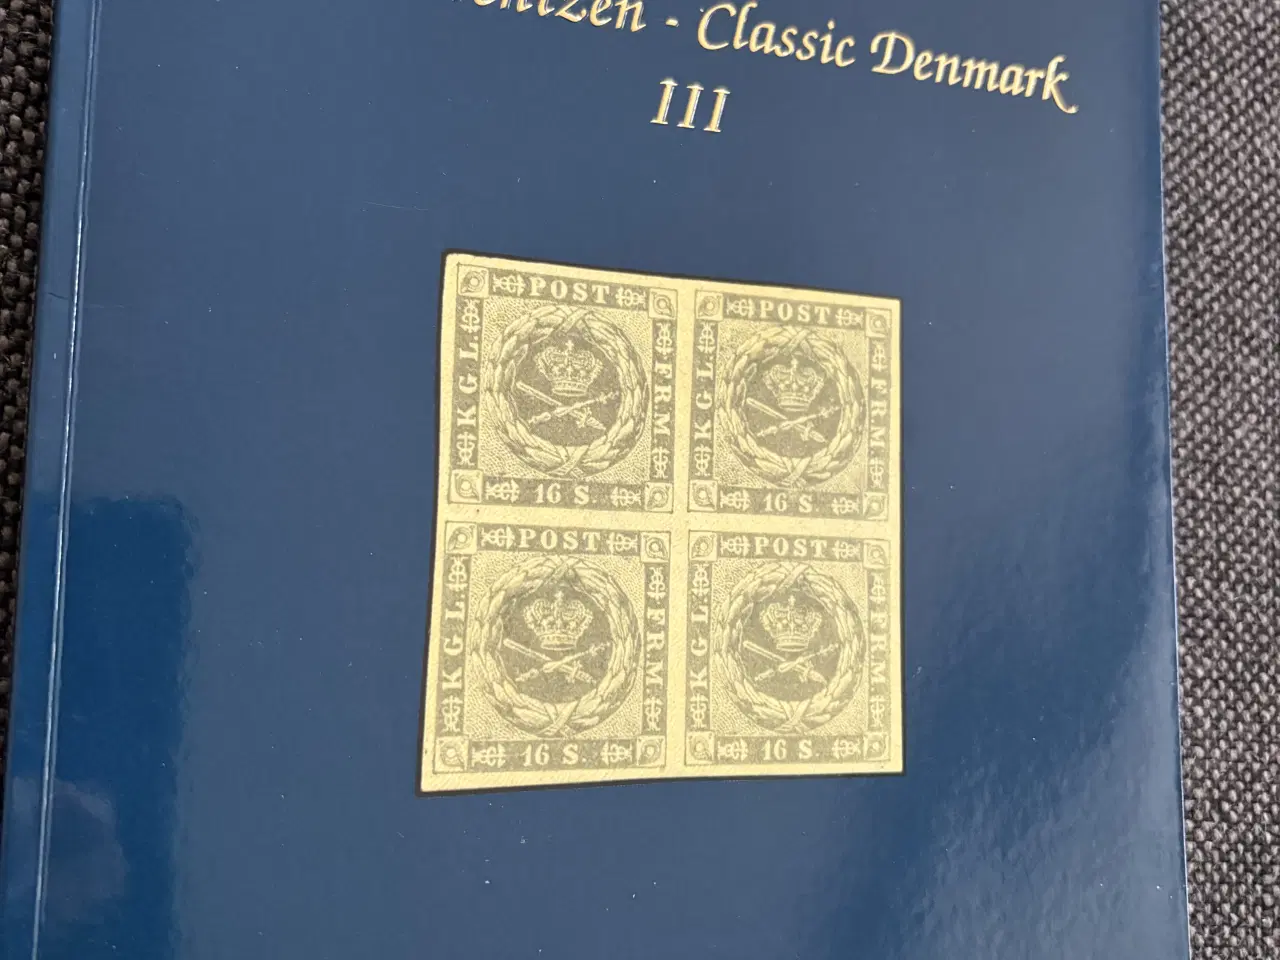 - Classic Denmark
III
POST POST
K G L. F.R.M. K G L. F.R.M.
16 S. 16 S.
POST POST
K G L. F.R.M. K G L. F.R.M.
16 S. 16 S.